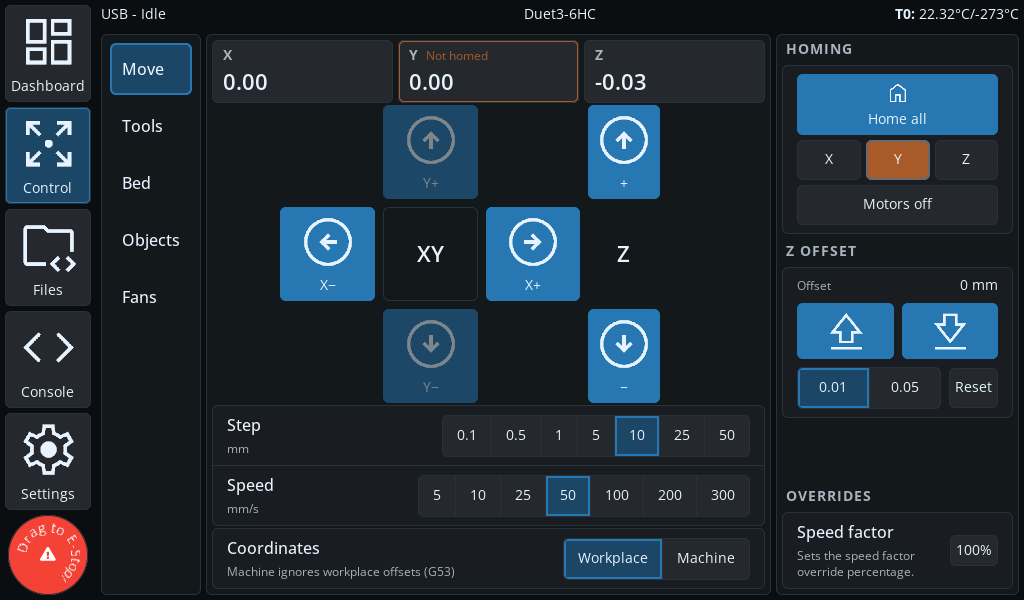 USB - Idle
Duet3-6HC
T0: 22.32°C/-273°C
Dashboard
Control
Files
Console
Settings
Drag to E-Stop!
Move
Tools
Bed
Objects
Fans
X
0.00
Y Not homed
0.00
Z
-0.03
Y+
+
X−
XY
X+
Z
Y−
−
Step
mm
0.1 0.5 1 5 10 25 50
Speed
mm/s
5 10 25 50 100 200 300
Coordinates
Machine ignores workplace offsets (G53)
Workplace Machine
HOMING
Home all
X Y Z
Motors off
Z OFFSET
Offset 0 mm
0.01 0.05 Reset
OVERRIDES
Speed factor
Sets the speed factor
override percentage.
100%